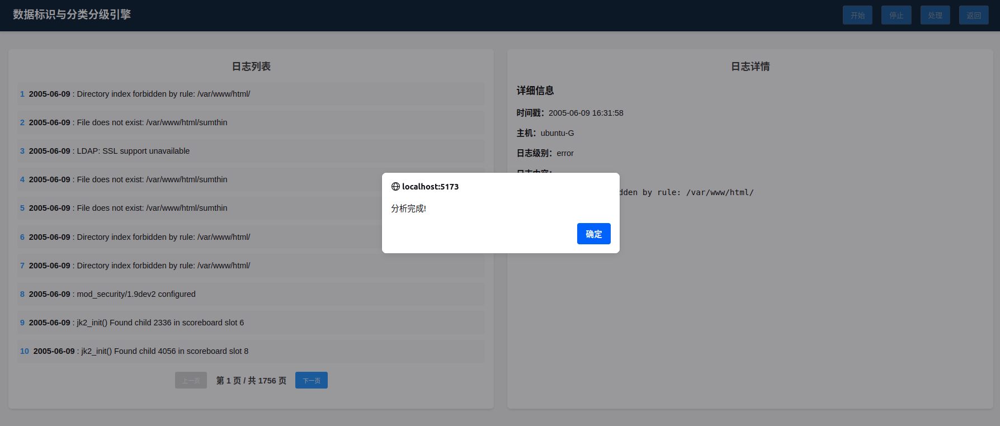 数据标识与分类分级引擎
开始 停止 处理 返回
日志列表
1 2005-06-09 : Directory index forbidden by rule: /var/www/html/
2 2005-06-09 : File does not exist: /var/www/html/sumthin
3 2005-06-09 : LDAP: SSL support unavailable
4 2005-06-09 : File does not exist: /var/www/html/sumthin
5 2005-06-09 : File does not exist: /var/www/html/sumthin
6 2005-06-09 : Directory index forbidden by rule: /var/www/html/
7 2005-06-09 : Directory index forbidden by rule: /var/www/html/
8 2005-06-09 : mod_security/1.9dev2 configured
9 2005-06-09 : jk2_init() Found child 2336 in scoreboard slot 6
10 2005-06-09 : jk2_init() Found child 4056 in scoreboard slot 8
上一页 第 1 页 / 共 1756 页 下一页
日志详情
详细信息
时间戳：2005-06-09 16:31:58
主机：ubuntu-G
日志级别：error
日志内容：
dden by rule: /var/www/html/
localhost:5173
分析完成!
确定